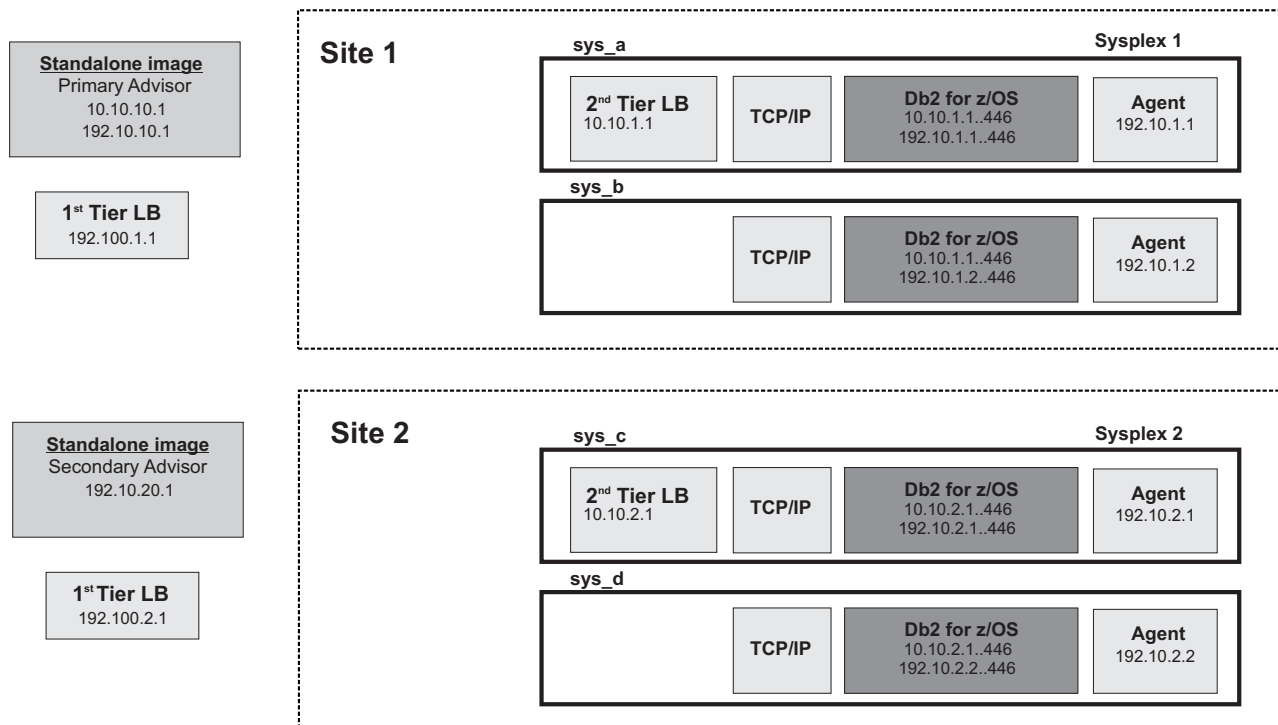 Standalone image
Primary Advisor
10.10.10.1
192.10.10.1
1st Tier LB
192.100.1.1
Site 1
sys_a
Sysplex 1
2nd Tier LB
10.10.1.1
TCP/IP
Db2 for z/OS
10.10.1.1..446
192.10.1.1..446
Agent
192.10.1.1
sys_b
TCP/IP
Db2 for z/OS
10.10.1.1..446
192.10.1.2..446
Agent
192.10.1.2
Standalone image
Secondary Advisor
192.10.20.1
1st Tier LB
192.100.2.1
Site 2
sys_c
Sysplex 2
2nd Tier LB
10.10.2.1
TCP/IP
Db2 for z/OS
10.10.2.1..446
192.10.2.1..446
Agent
192.10.2.1
sys_d
TCP/IP
Db2 for z/OS
10.10.2.1..446
192.10.2.2..446
Agent
192.10.2.2